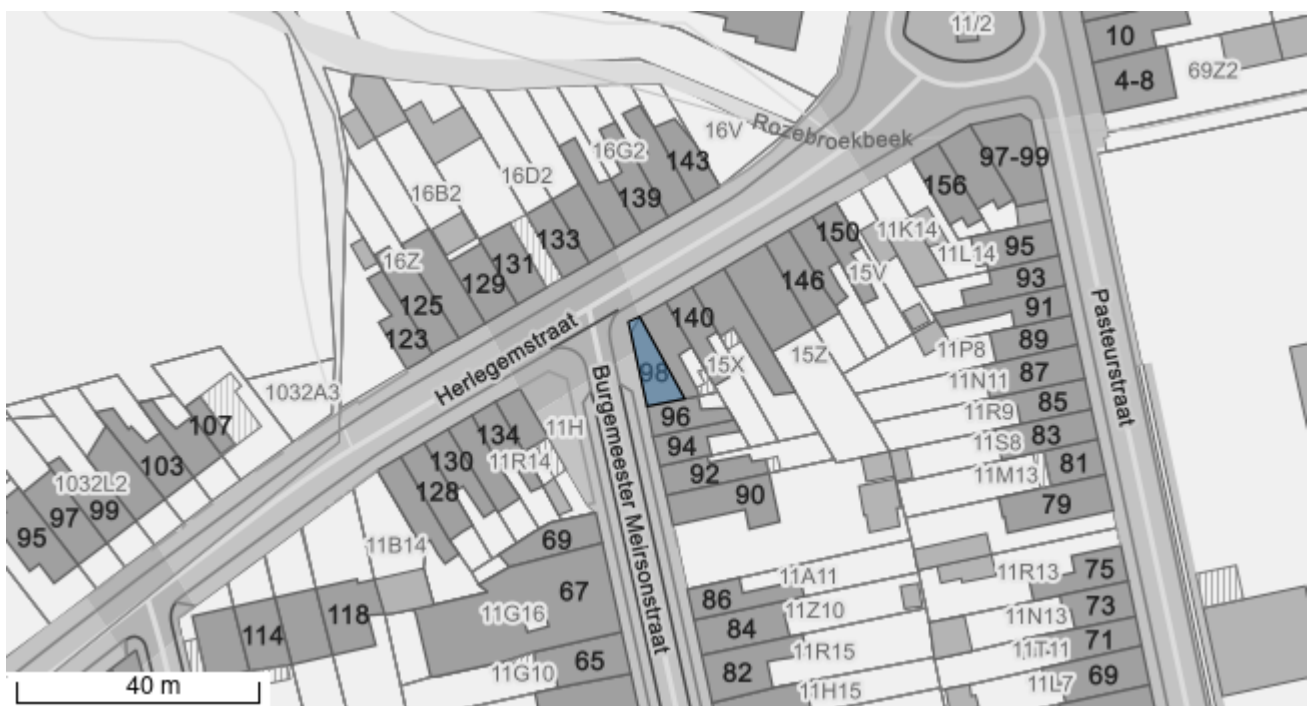 11/2
10
4-8
69Z2
16V
Rozebroekbeek
16G2
143
97-99
16D2
139
156
16B2
133
150
11K14
95
11L14
16Z
131
129
146
15V
93
125
140
91
Pasteurstraat
123
Herlegemstraat
15X
15Z
11P8
89
98
87
11N11
1032A3
Burgemeester Meirsonstraat
96
85
11R9
107
134
11H
94
83
11S8
103
130
11R14
92
81
11M13
1032L2
128
90
79
99
97
95
11B14
69
67
11A11
11R13
75
86
11Z10
11N13
73
118
11G16
84
114
11R15
11T11
71
65
82
11G10
11H15
11L7
69
40 m